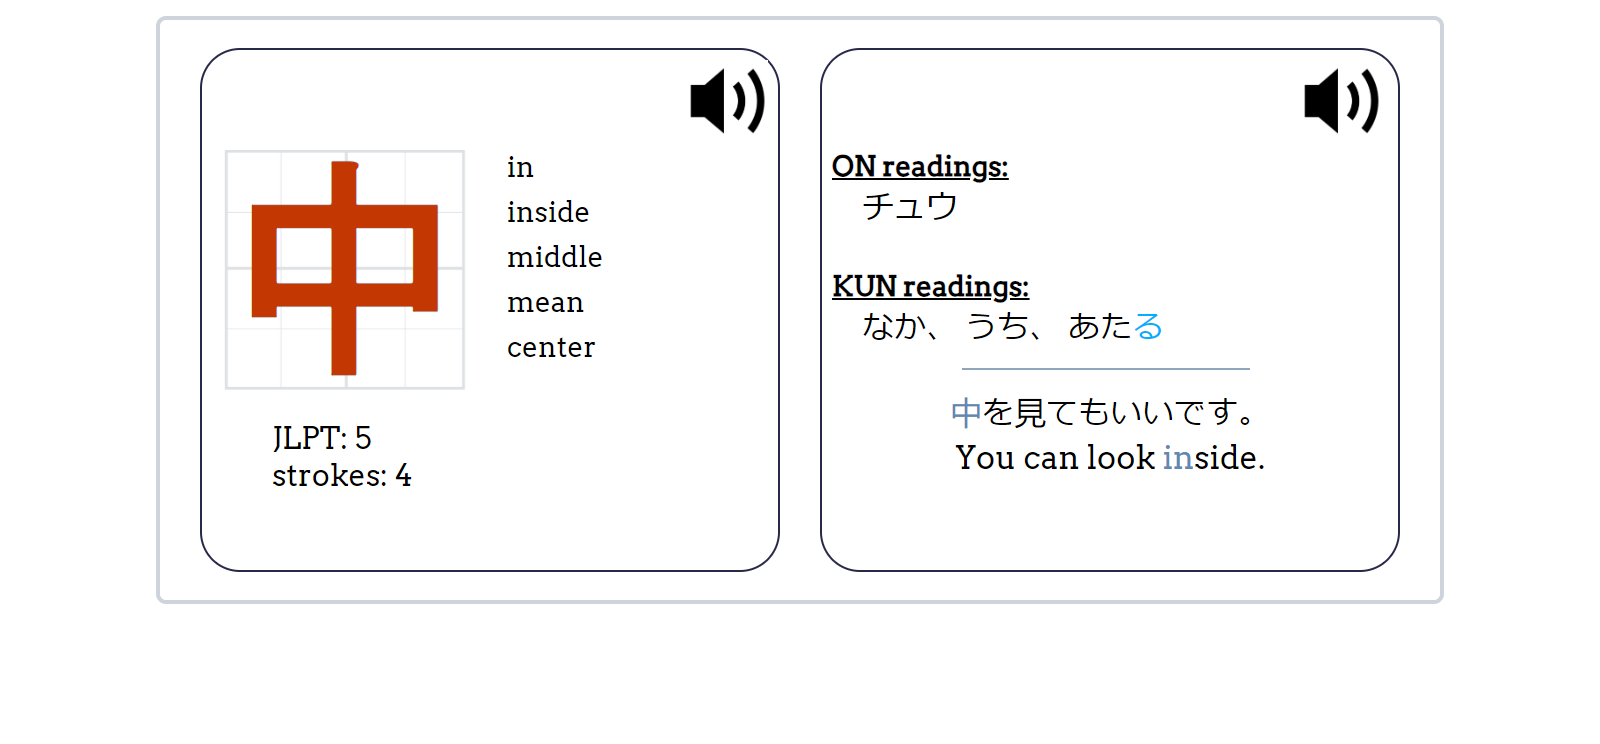 中
in
inside
middle
mean
center
JLPT: 5
strokes: 4
ON readings:
チュウ
KUN readings:
なか、 うち、 あたる
中を見てもいいです。
You can look inside.